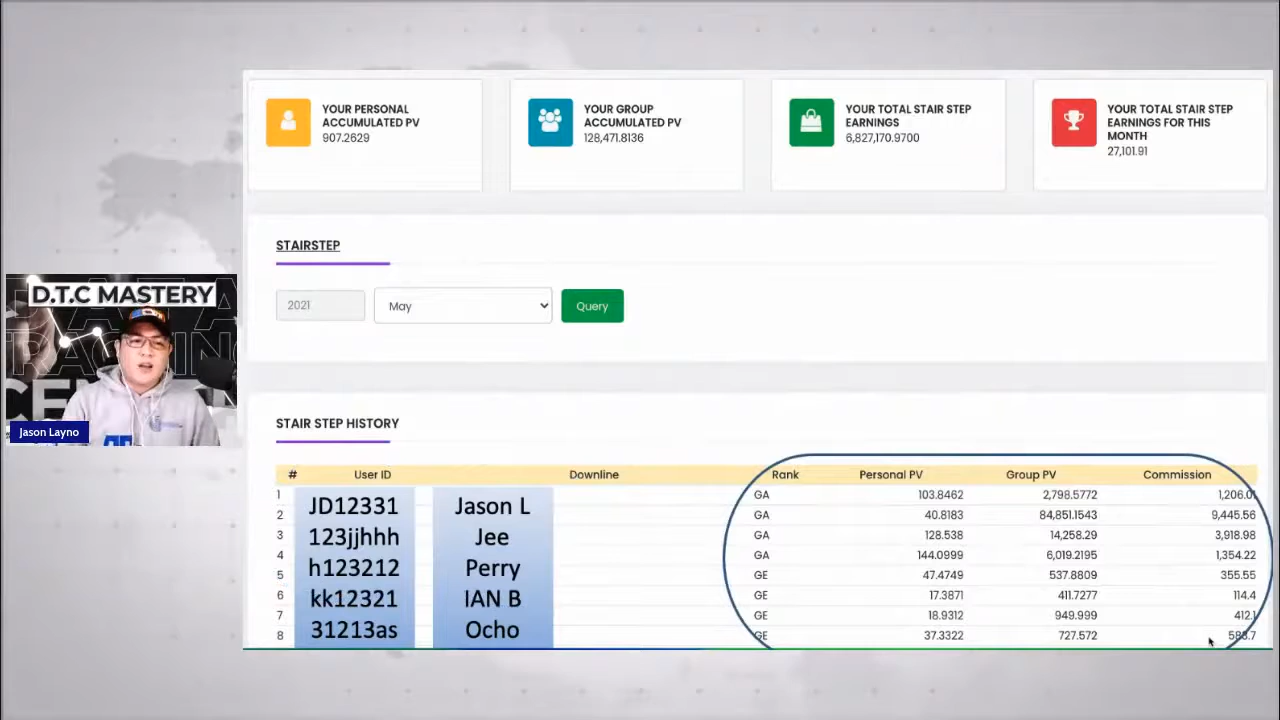 YOUR PERSONAL
ACCUMULATED PV
907.2629
YOUR GROUP
ACCUMULATED PV
128,471.8136
YOUR TOTAL STAIR STEP
EARNINGS
6,827,170.9700
YOUR TOTAL STAIR STEP
EARNINGS FOR THIS
MONTH
27,101.91
STAIRSTEP
2021 May Query
D.T.C MASTERY
Jason Layno
STAIR STEP HISTORY
# User ID Downline Rank Personal PV Group PV Commission
1 JD12331 Jason L GA 103.8462 2,798.5772 1,206.01
2 123jjhhh Jee GA 40.8183 84,851.1543 9,445.56
3 h123212 Perry GA 128.538 14,258.29 3,918.98
4 kk12321 IAN B GA 144.0999 6,019.2195 1,354.22
5 31213as Ocho GE 47.4749 537.8809 355.55
6 GE 17.3871 411.7277 114.4
7 GE 18.9312 949.999 412.1
8 GE 37.3322 727.572